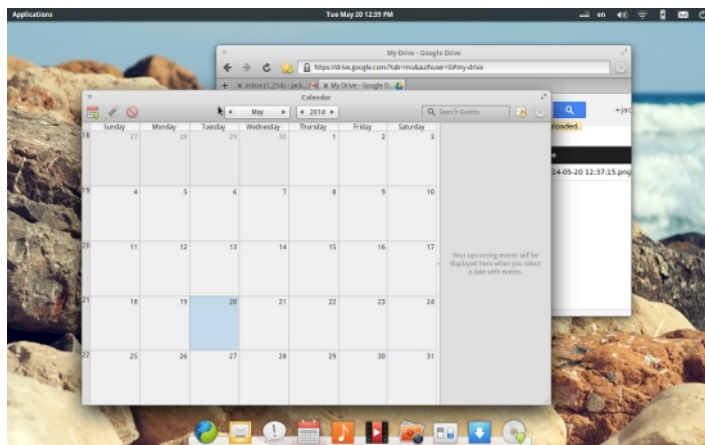 Applications
Tue May 20 12:39 PM
en
My Drive - Google Drive
https://drive.google.com/?tab=mo&authuser=0#my-drive
Inbox (1,254) - jack...
My Drive - Google D...
Calendar
May
2014
Search Events
+jac
loaded.
Sunday Monday Tuesday Wednesday Thursday Friday Saturday
18 27 28 29 30 1 2 3
14-05-20 12:37:15.png
19 4 5 6 7 8 9 10
20 11 12 13 14 15 16 17
Your upcoming events will be
displayed here when you select
a date with events.
21 18 19 20 21 22 23 24
22 25 26 27 28 29 30 31